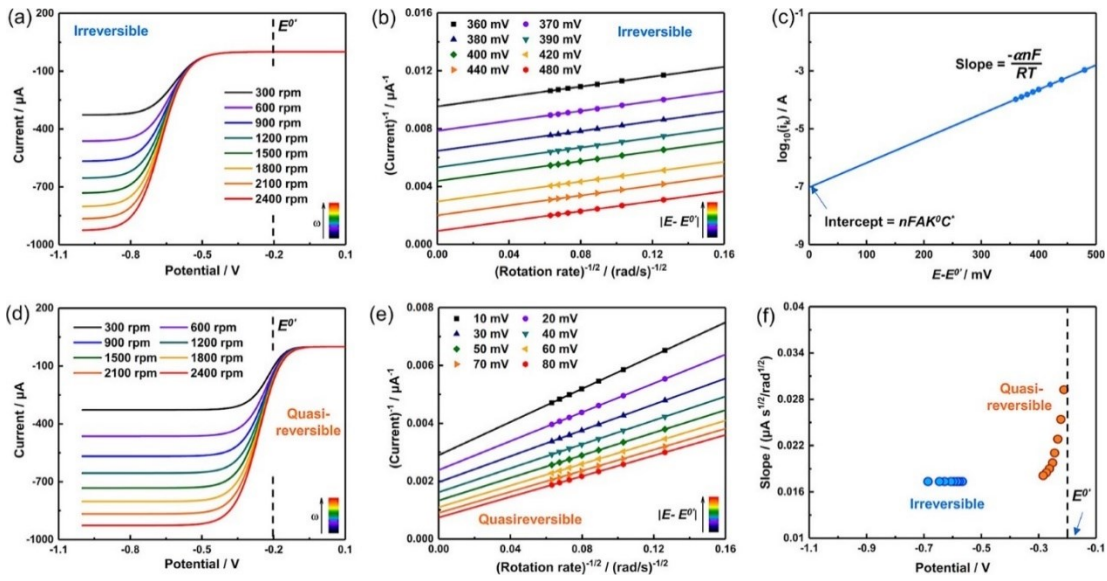 (a)
Irreversible
E⁰'
Current / µA
200
-100
-400
-700
-1000
300 rpm
600 rpm
900 rpm
1200 rpm
1500 rpm
1800 rpm
2100 rpm
2400 rpm
ω
-1.1 -0.8 -0.5 -0.2 0.1
Potential / V
(b)
Irreversible
(Current)⁻¹ / µA⁻¹
0.016
0.012
0.008
0.004
0.000
360 mV 370 mV
380 mV 390 mV
400 mV 420 mV
440 mV 480 mV
|E- E⁰'|
0.00 0.04 0.08 0.12 0.16
(Rotation rate)⁻¹/² / (rad/s)⁻¹/²
(c)
log₁₀(iₖ) / A
-1
-3
-5
-7
-9
Slope = -αnF/RT
Intercept = nFAK⁰C*
0 100 200 300 400 500
E-E⁰' / mV
(d)
E⁰'
Current / µA
200
-100
-400
-700
-1000
300 rpm 600 rpm
900 rpm 1200 rpm
1500 rpm 1800 rpm
2100 rpm 2400 rpm
Quasi-
reversible
ω
-1.1 -0.8 -0.5 -0.2 0.1
Potential / V
(e)
(Current)⁻¹ / µA⁻¹
0.008
0.006
0.004
0.002
0.000
10 mV 20 mV
30 mV 40 mV
50 mV 60 mV
70 mV 80 mV
Quasireversible
|E- E⁰'|
0.00 0.04 0.08 0.12 0.16
(Rotation rate)⁻¹/² / (rad/s)⁻¹/²
(f)
Slope / (µA s¹/²/rad¹/²)
0.04
0.034
0.028
0.022
0.016
0.01
Quasi-
reversible
Irreversible
E⁰'
-1.1 -0.9 -0.7 -0.5 -0.3 -0.1
Potential / V